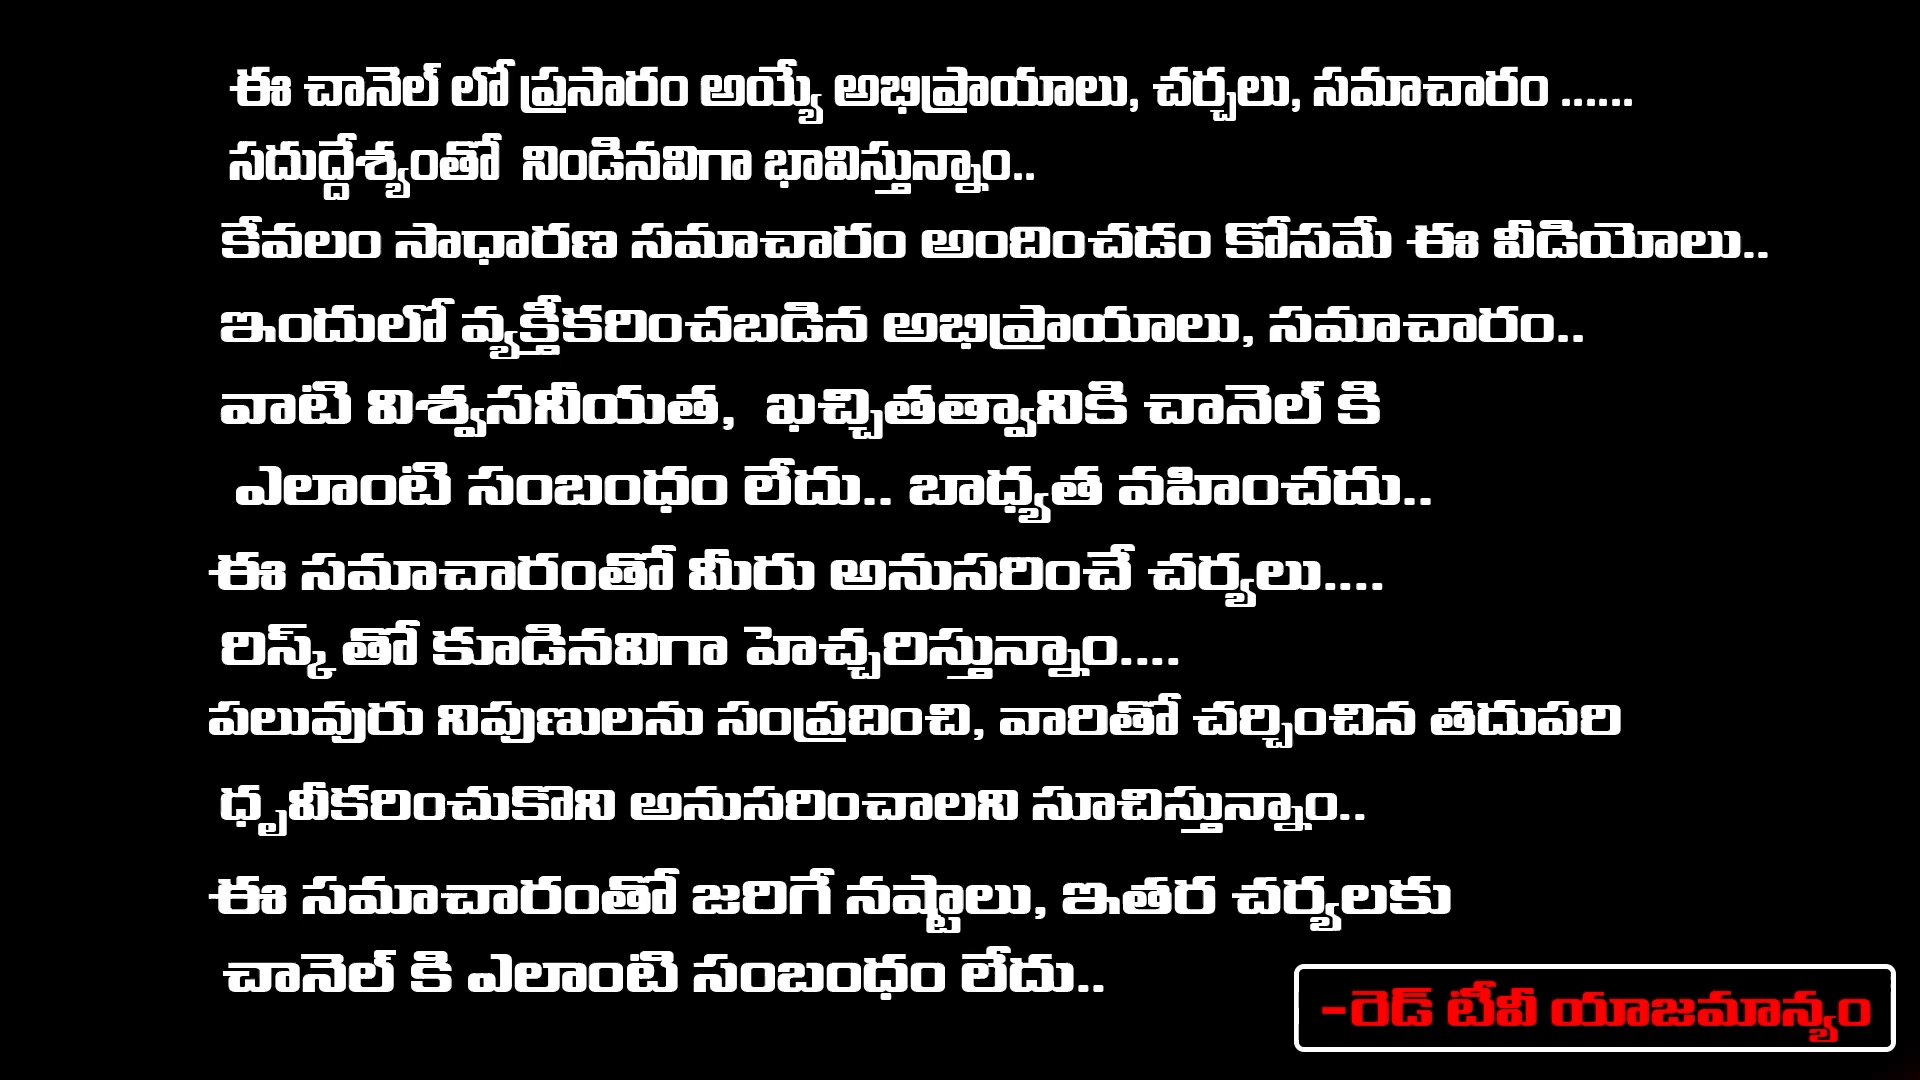 ఈ చానెల్ లో ప్రసారం అయ్యే అభిప్రాయాలు, చర్చలు, సమాచారం ......
సదుద్దేశ్యంతో నిండినవిగా భావిస్తున్నాం..
కేవలం సాధారణ సమాచారం అందించడం కోసమే ఈ వీడియోలు..
ఇందులో వ్యక్తీకరించబడిన అభిప్రాయాలు, సమాచారం..
వాటి విశ్వసనీయత, ఖచ్చితత్వానికి చానెల్ కి
ఎలాంటి సంబంధం లేదు.. బాధ్యత వహించదు..
ఈ సమాచారంతో మీరు అనుసరించే చర్యలు....
రిస్క్ తో కూడినవిగా హెచ్చరిస్తున్నాం....
పలువురు నిపుణులను సంప్రదించి, వారితో చర్చించిన తదుపరి
ధృవీకరించుకొని అనుసరించాలని సూచిస్తున్నాం..
ఈ సమాచారంతో జరిగే నష్టాలు, ఇతర చర్యలకు
చానెల్ కి ఎలాంటి సంబంధం లేదు..
-రెడ్ టీవీ యాజమాన్యం